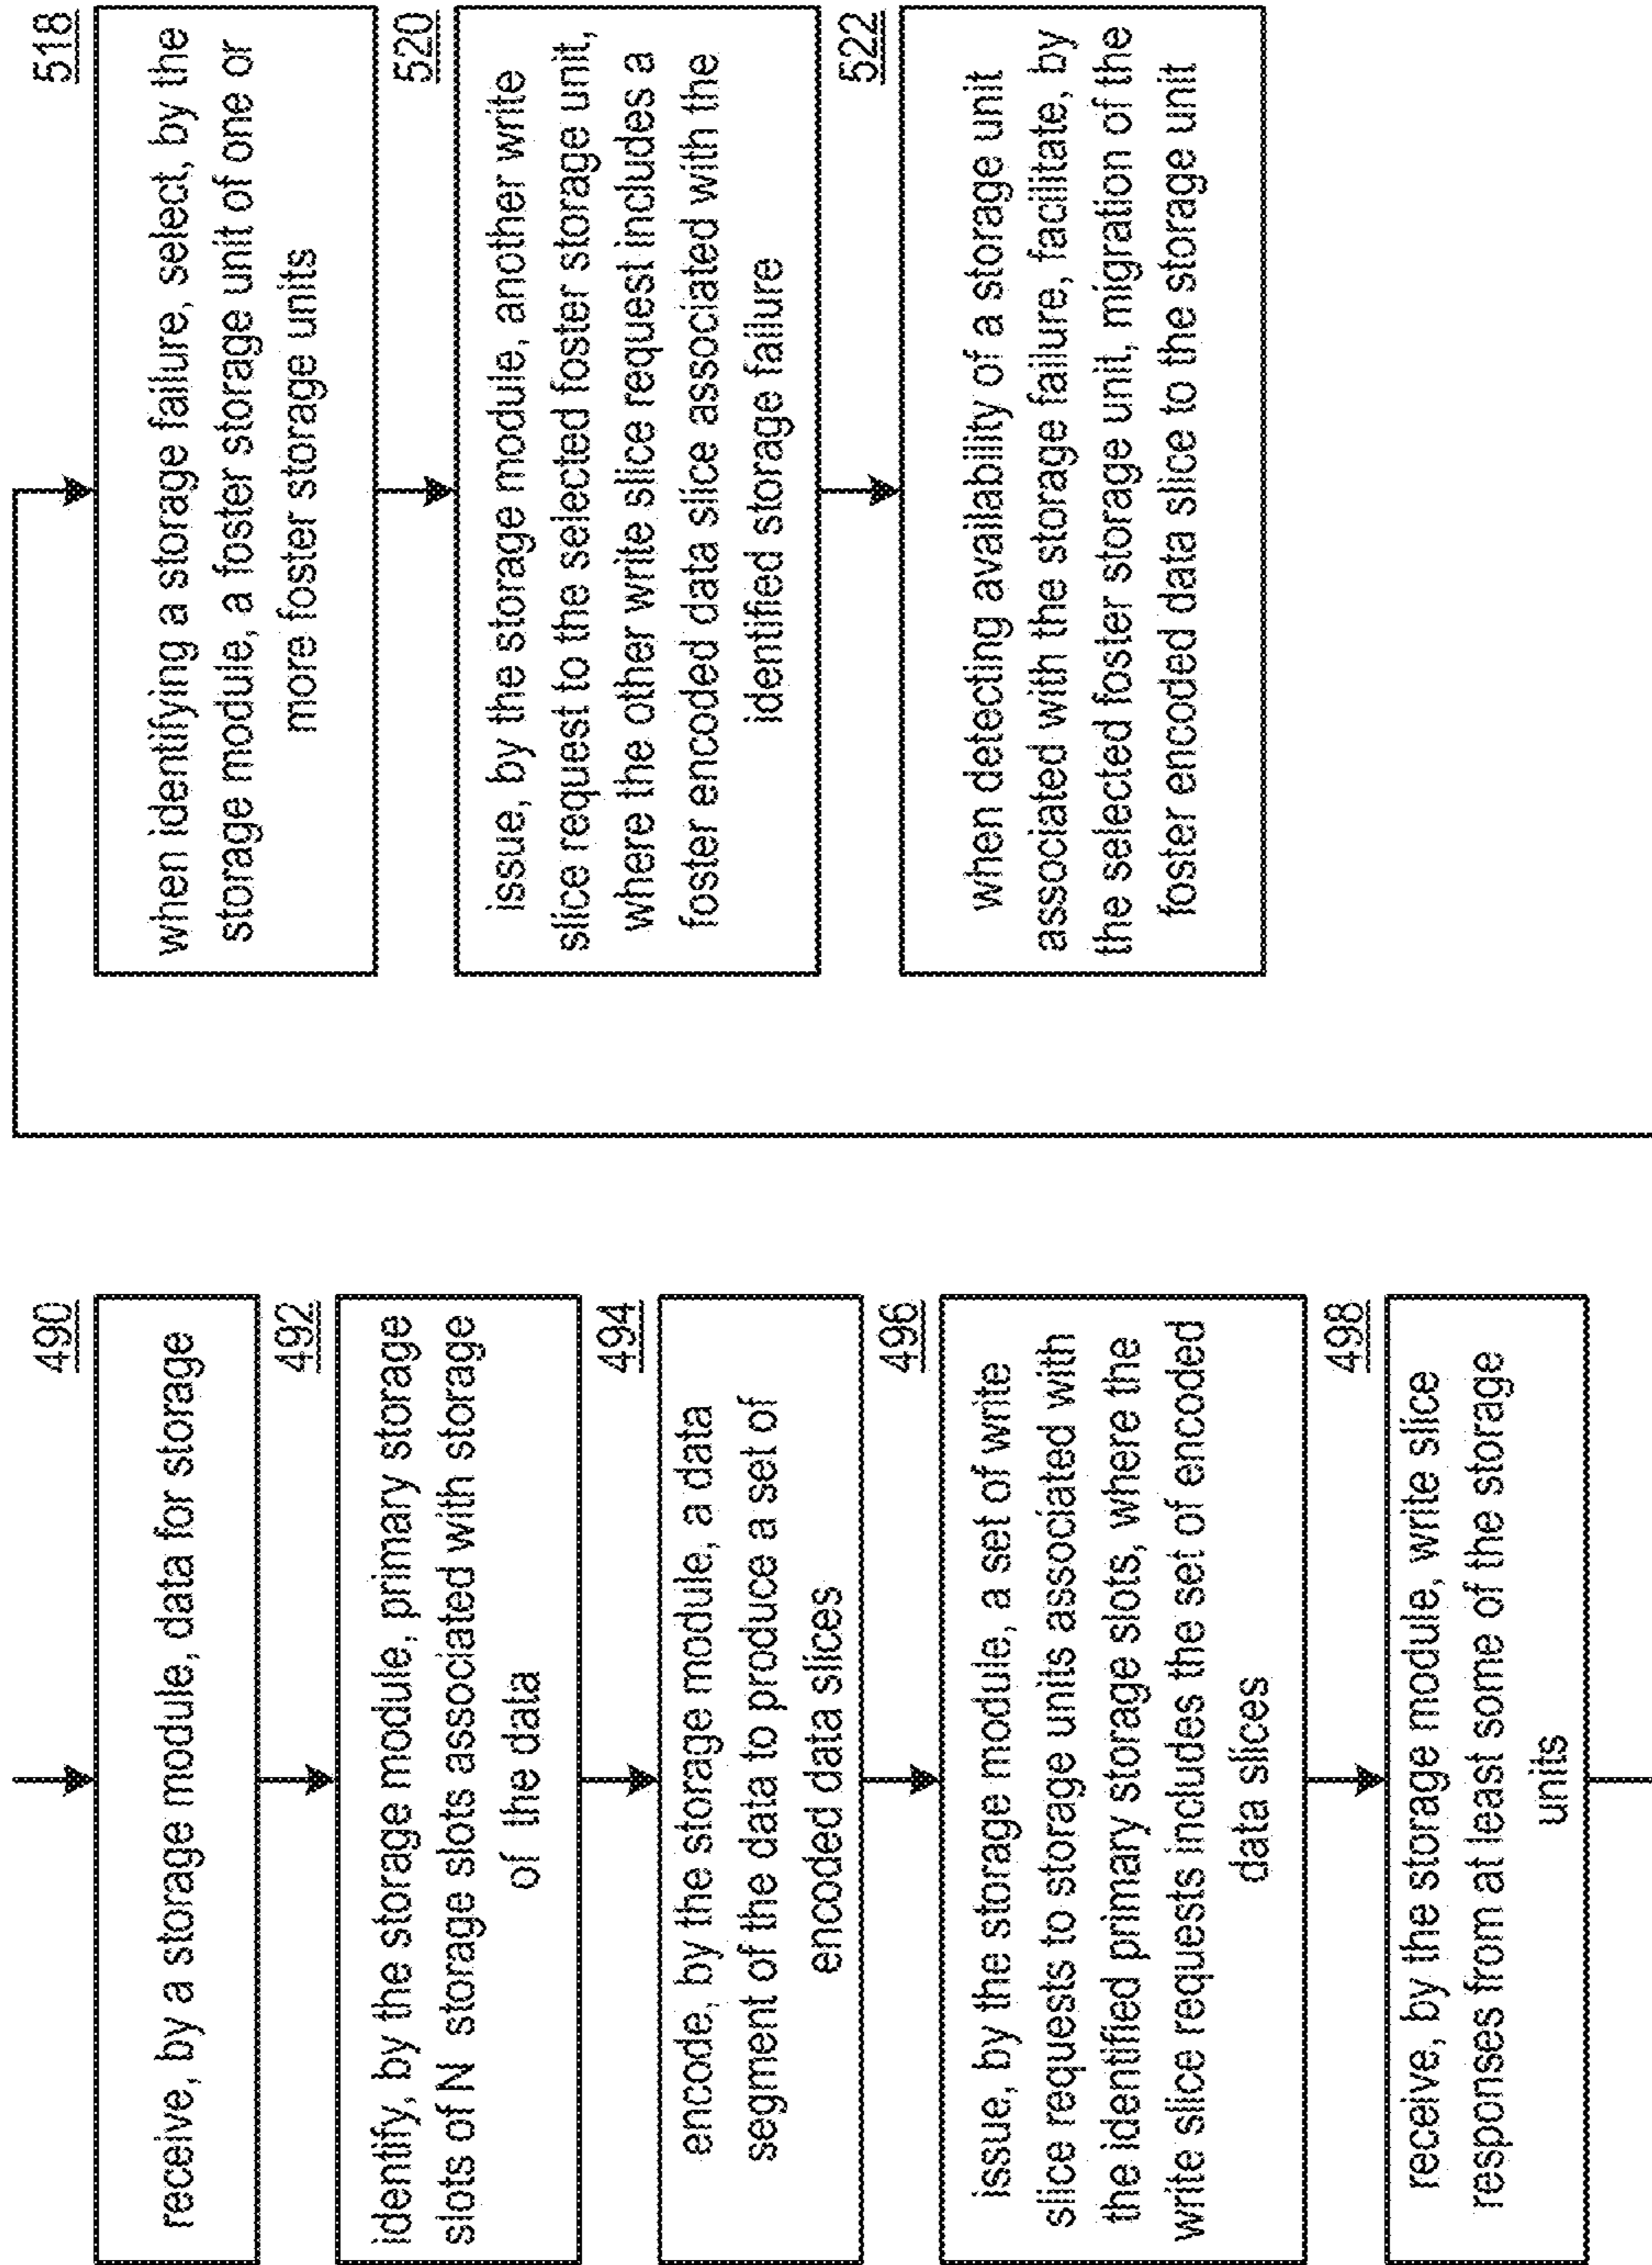 490
receive, by a storage module, data for storage
492
identify, by the storage module, primary storage
slots of N storage slots associated with storage
of the data
494
encode, by the storage module, a data
segment of the data to produce a set of
encoded data slices
496
issue, by the storage module, a set of write
slice requests to storage units associated with
the identified primary storage slots, where the
write slice requests includes the set of encoded
data slices
498
receive, by the storage module, write slice
responses from at least some of the storage
units
518
when identifying a storage failure, select, by the
storage module, a foster storage unit of one or
more foster storage units
520
issue, by the storage module, another write
slice request to the selected foster storage unit,
where the other write slice request includes a
foster encoded data slice associated with the
identified storage failure
522
when detecting availability of a storage unit
associated with the storage failure, facilitate, by
the selected foster storage unit, migration of the
foster encoded data slice to the storage unit